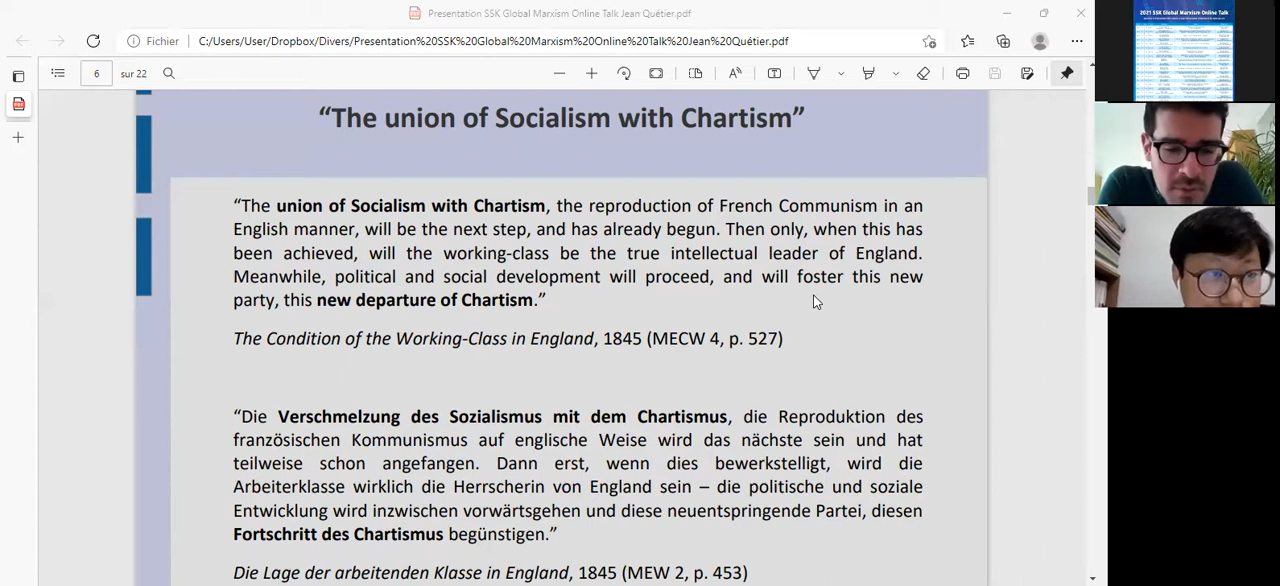 Presentation SSK Global Marxism Online Talk Jean Quétier.pdf
Fichier C:/Users/User/Dropbox/Divers/Presentation%20SSK%20Global%20Marxism%20Online%20Talk%20Jean%20Quétier.pdf
6 sur 22
2021 SSK Global Marxism Online Talk
“The union of Socialism with Chartism”
“The union of Socialism with Chartism, the reproduction of French Communism in an
English manner, will be the next step, and has already begun. Then only, when this has
been achieved, will the working-class be the true intellectual leader of England.
Meanwhile, political and social development will proceed, and will foster this new
party, this new departure of Chartism.”
The Condition of the Working-Class in England, 1845 (MECW 4, p. 527)
“Die Verschmelzung des Sozialismus mit dem Chartismus, die Reproduktion des
französischen Kommunismus auf englische Weise wird das nächste sein und hat
teilweise schon angefangen. Dann erst, wenn dies bewerkstelligt, wird die
Arbeiterklasse wirklich die Herrscherin von England sein – die politische und soziale
Entwicklung wird inzwischen vorwärtsgehen und diese neuentspringende Partei, diesen
Fortschritt des Chartismus begünstigen.”
Die Lage der arbeitenden Klasse in England, 1845 (MEW 2, p. 453)